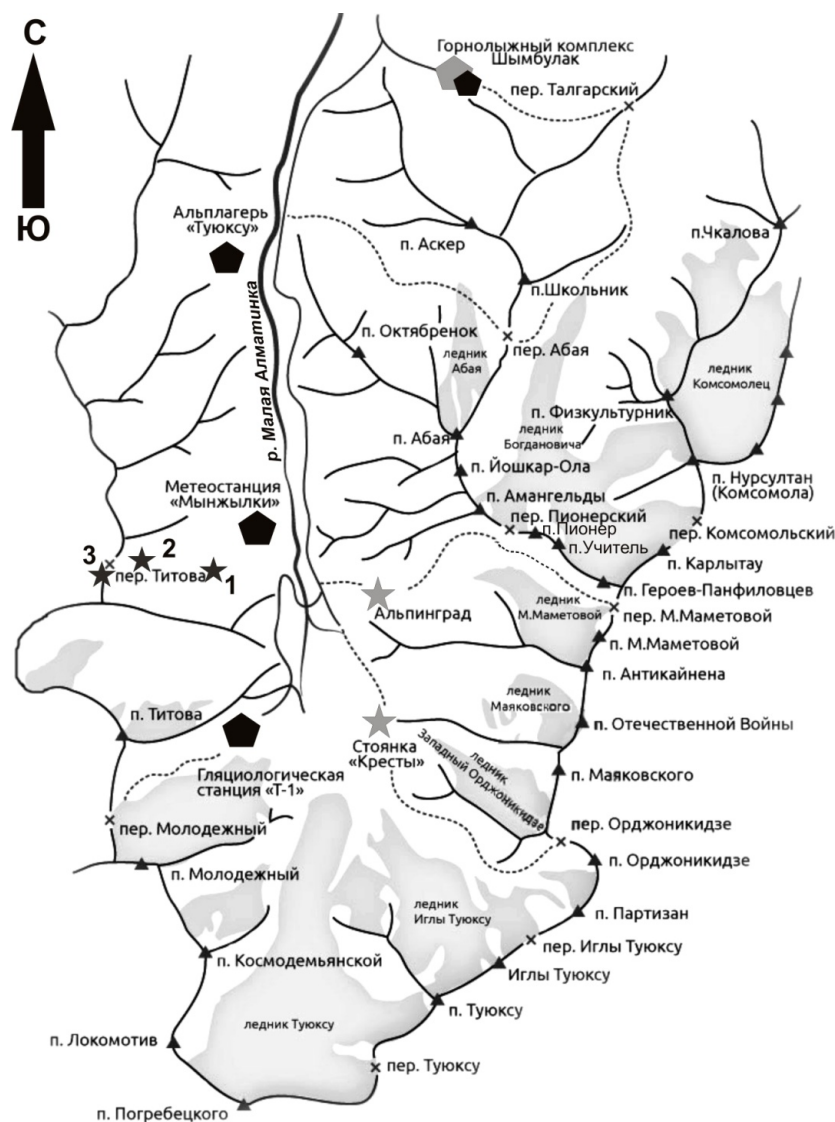 С
Ю
Горнолыжный комплекс
Шымбулак
пер. Талгарский
Альплагерь
«Туюксу»
р. Малая Алматинка
п. Аскер
п.Чкалова
п.Школьник
п. Октябренок
ледник
Абая
пер. Абая
ледник
Комсомолец
п. Физкультурник
ледник
Богдановича
п. Абая
п. Йошкар-Ола
п. Нурсултан
(Комсомола)
Метеостанция
«Мынжылки»
п. Амангельды
пер. Пионерский
п.Пионер
п.Учитель
пер. Комсомольский
п. Карлытау
3
2
1
пер. Титова
п. Героев-Панфиловцев
Альпинград
ледник
М.Маметовой
пер. М.Маметовой
п. М.Маметовой
п. Антикайнена
ледник
Маяковского
п. Титова
п. Отечественной Войны
Стоянка
«Кресты»
ледник
Западный Орджоникидзе
п. Маяковского
Гляциологическая
станция «Т-1»
пер. Молодежный
пер. Орджоникидзе
п. Молодежный
п. Орджоникидзе
ледник
Иглы Туюксу
п. Партизан
пер. Иглы Туюксу
п. Космодемьянской
Иглы Туюксу
п. Туюксу
ледник Туюксу
п. Локомотив
пер. Туюксу
п. Погребецкого